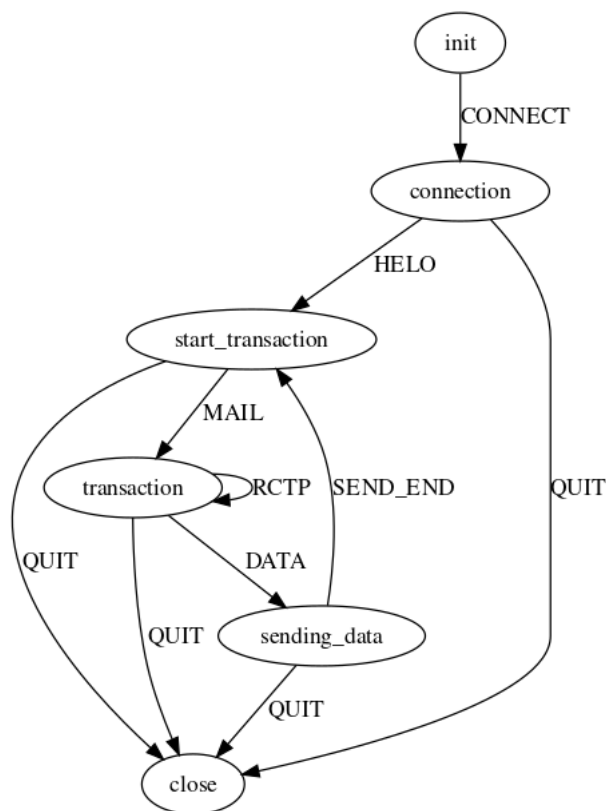 init
CONNECT
connection
HELO
start_transaction
MAIL
transaction
RCTP
SEND_END
QUIT
QUIT
DATA
QUIT
sending_data
QUIT
close